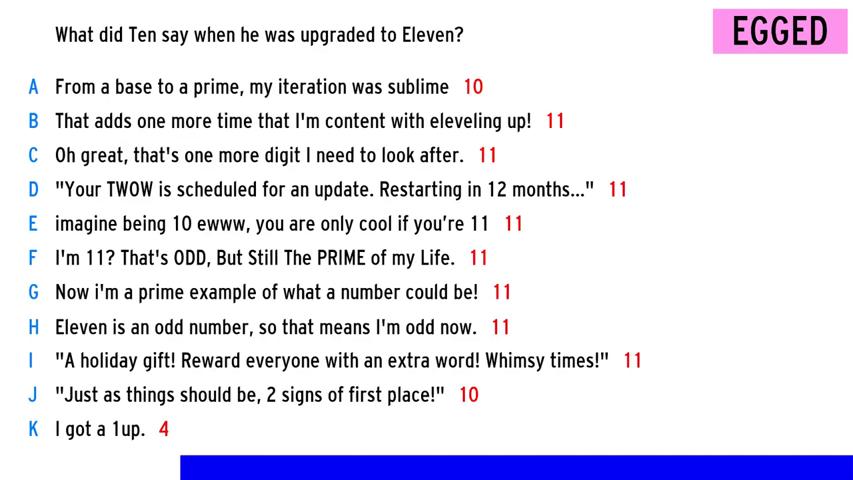 What did Ten say when he was upgraded to Eleven?
EGGED
A From a base to a prime, my iteration was sublime 10
B That adds one more time that I'm content with eleveling up! 11
C Oh great, that's one more digit I need to look after. 11
D "Your TWOW is scheduled for an update. Restarting in 12 months..." 11
E imagine being 10 ewww, you are only cool if you’re 11 11
F I'm 11? That's ODD, But Still The PRIME of my Life. 11
G Now i'm a prime example of what a number could be! 11
H Eleven is an odd number, so that means I'm odd now. 11
I "A holiday gift! Reward everyone with an extra word! Whimsy times!" 11
J "Just as things should be, 2 signs of first place!" 10
K I got a 1up. 4